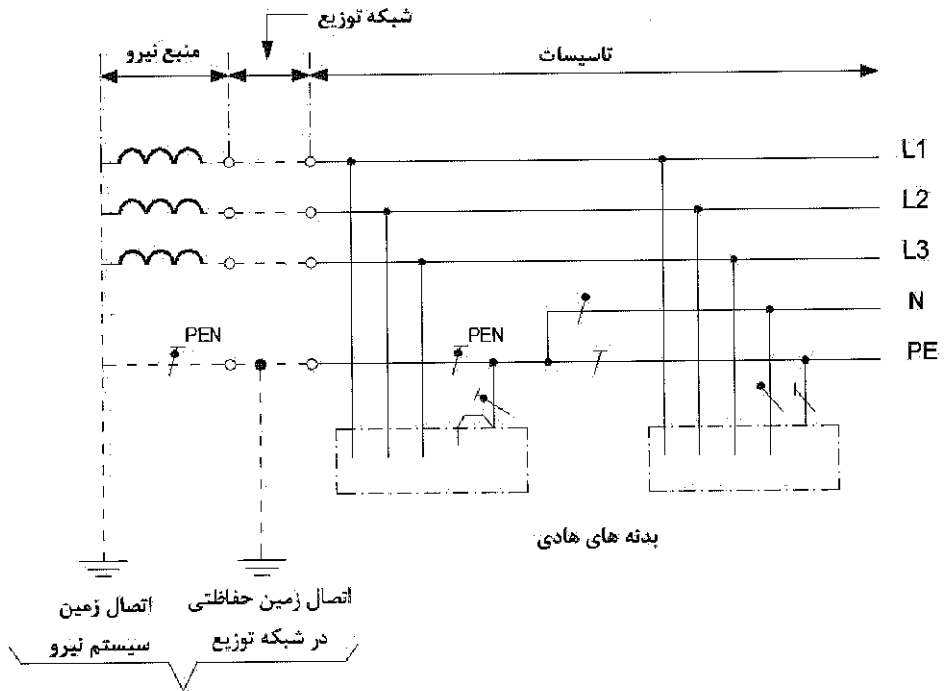 شبکه توزیع
منبع نیرو
تاسیسات
L1
L2
L3
N
PEN
PEN
PE
بدنه های هادی
اتصال زمین
سیستم نیرو
اتصال زمین حفاظتی
در شبکه توزیع